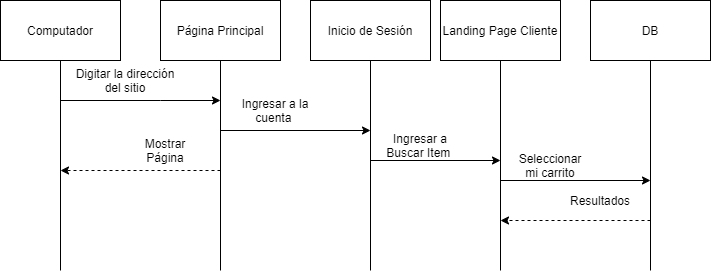 Computador
Página Principal
Inicio de Sesión
Landing Page Cliente
DB
Digitar la dirección
del sitio
Ingresar a la
cuenta
Ingresar a
Buscar Item
Mostrar
Página
Seleccionar
mi carrito
Resultados